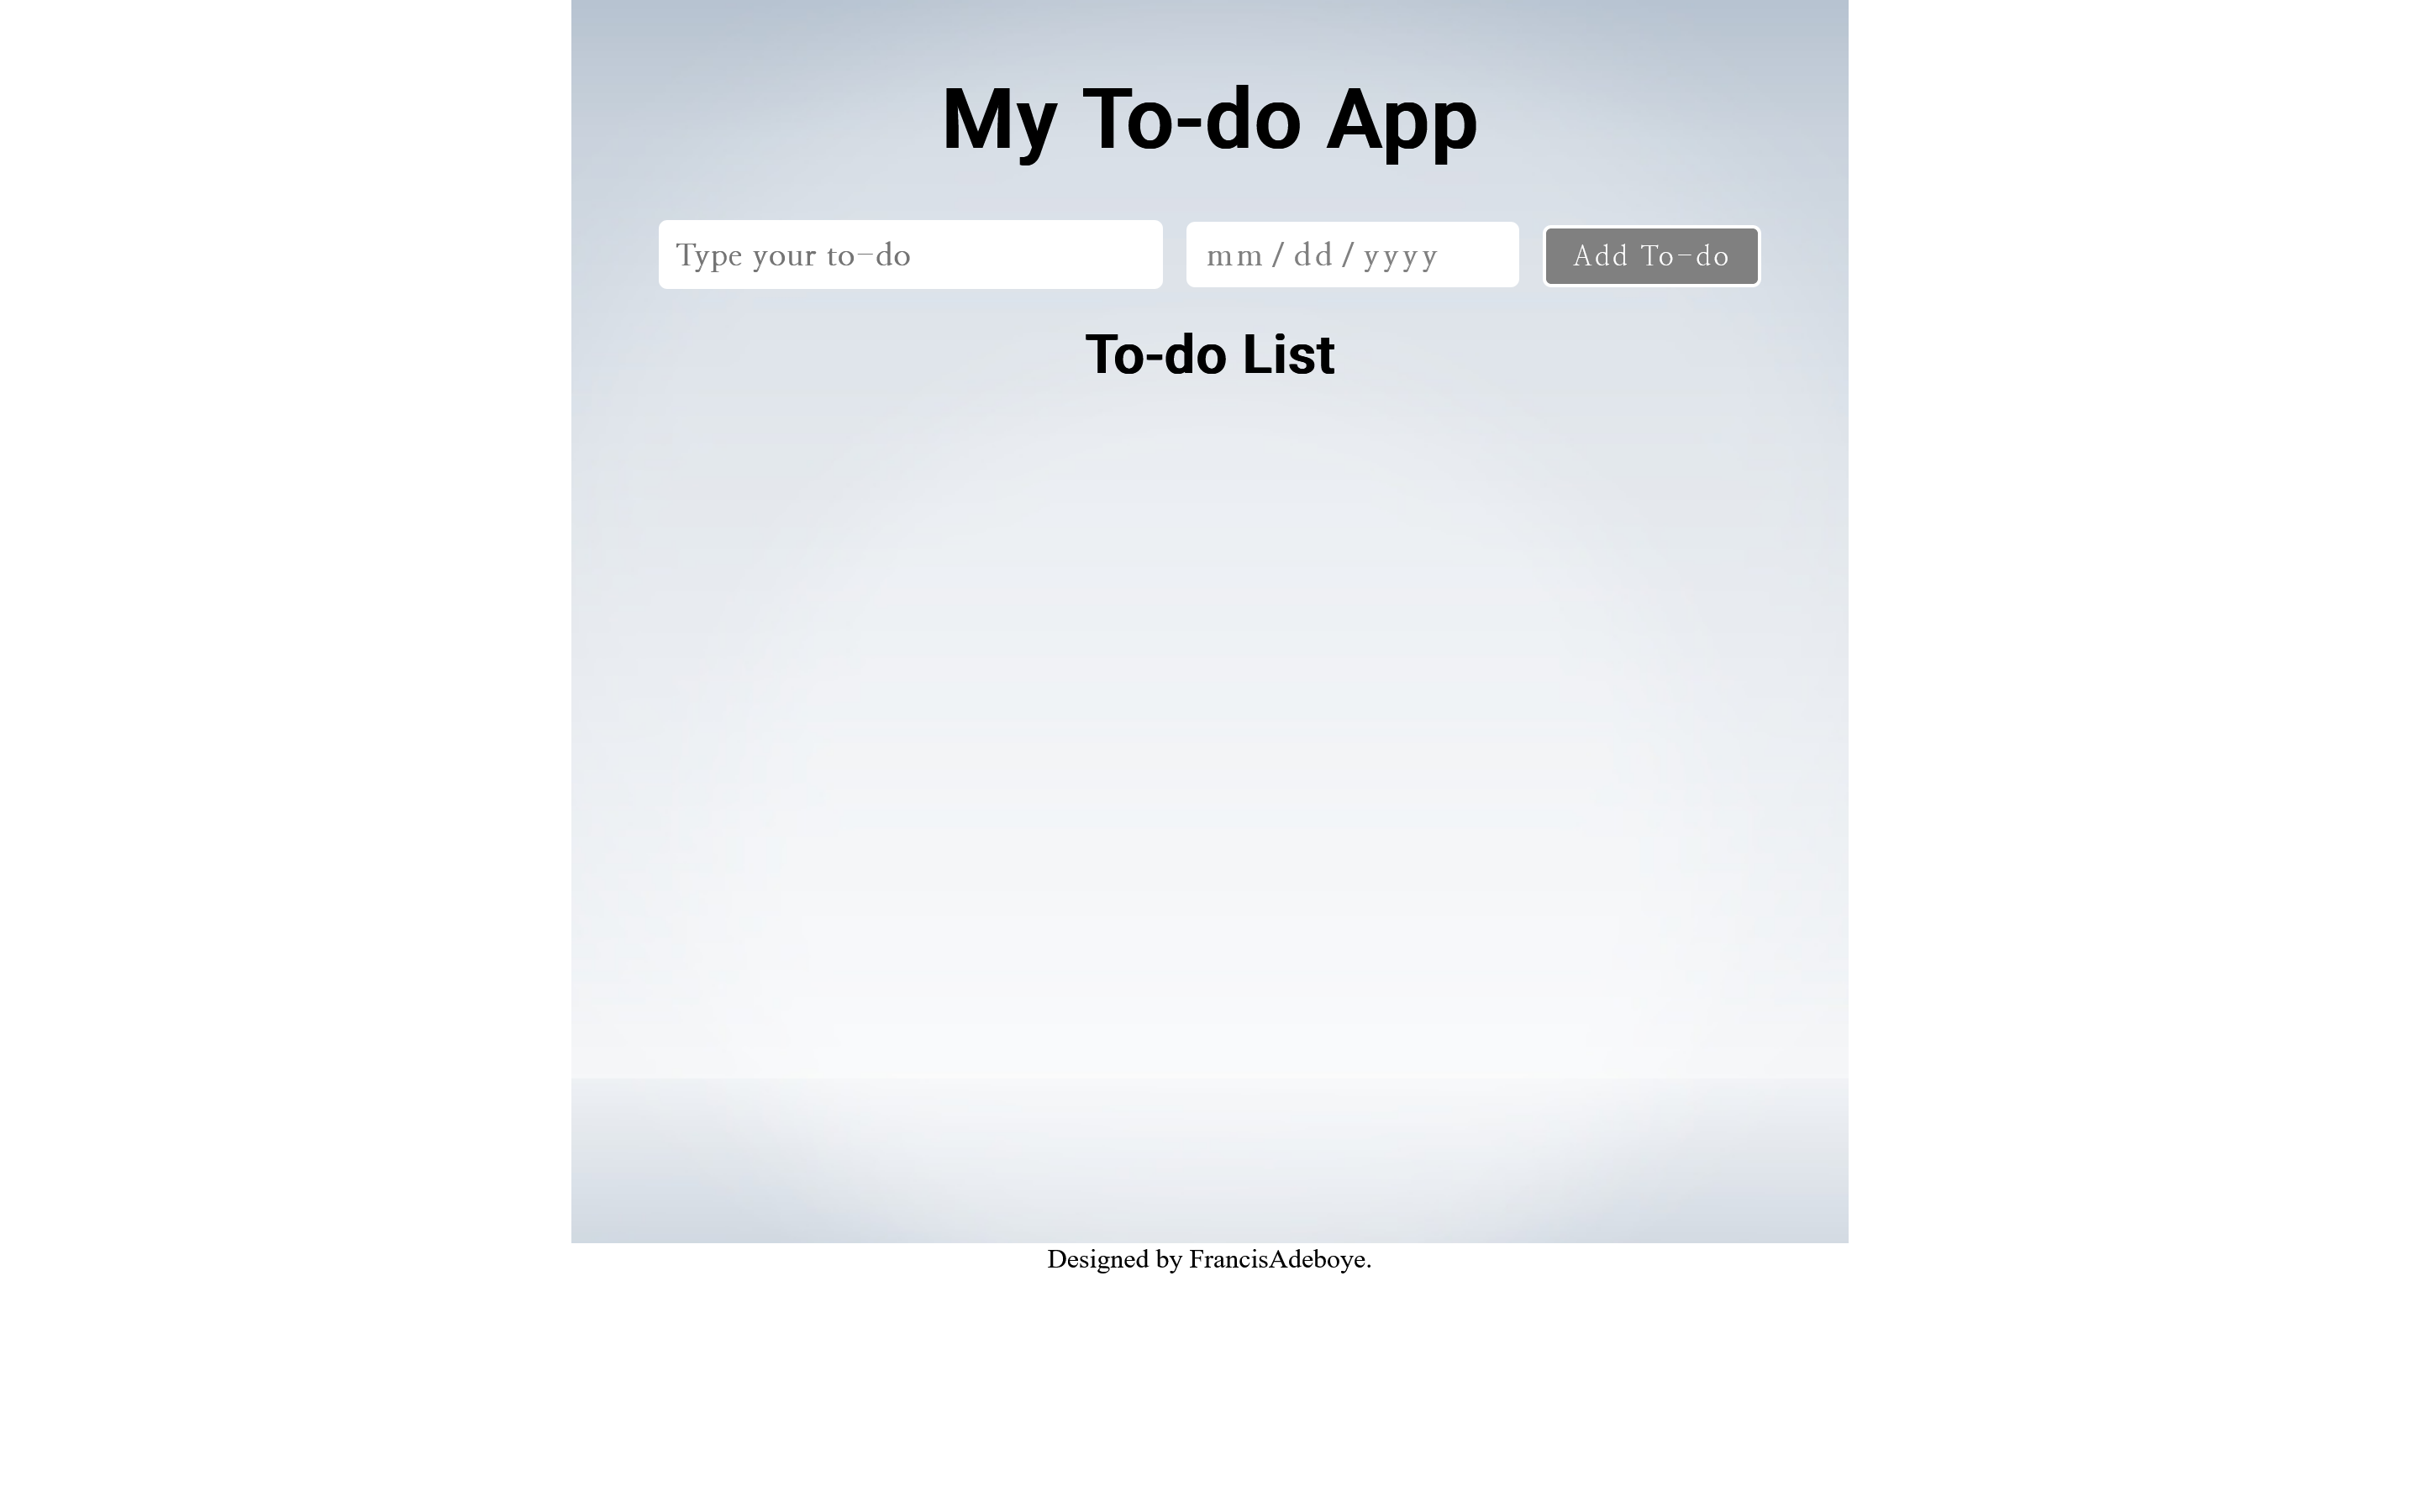 My To-do App
Type your to-do
mm/dd/yyyy
Add To-do
To-do List
Designed by FrancisAdeboye.